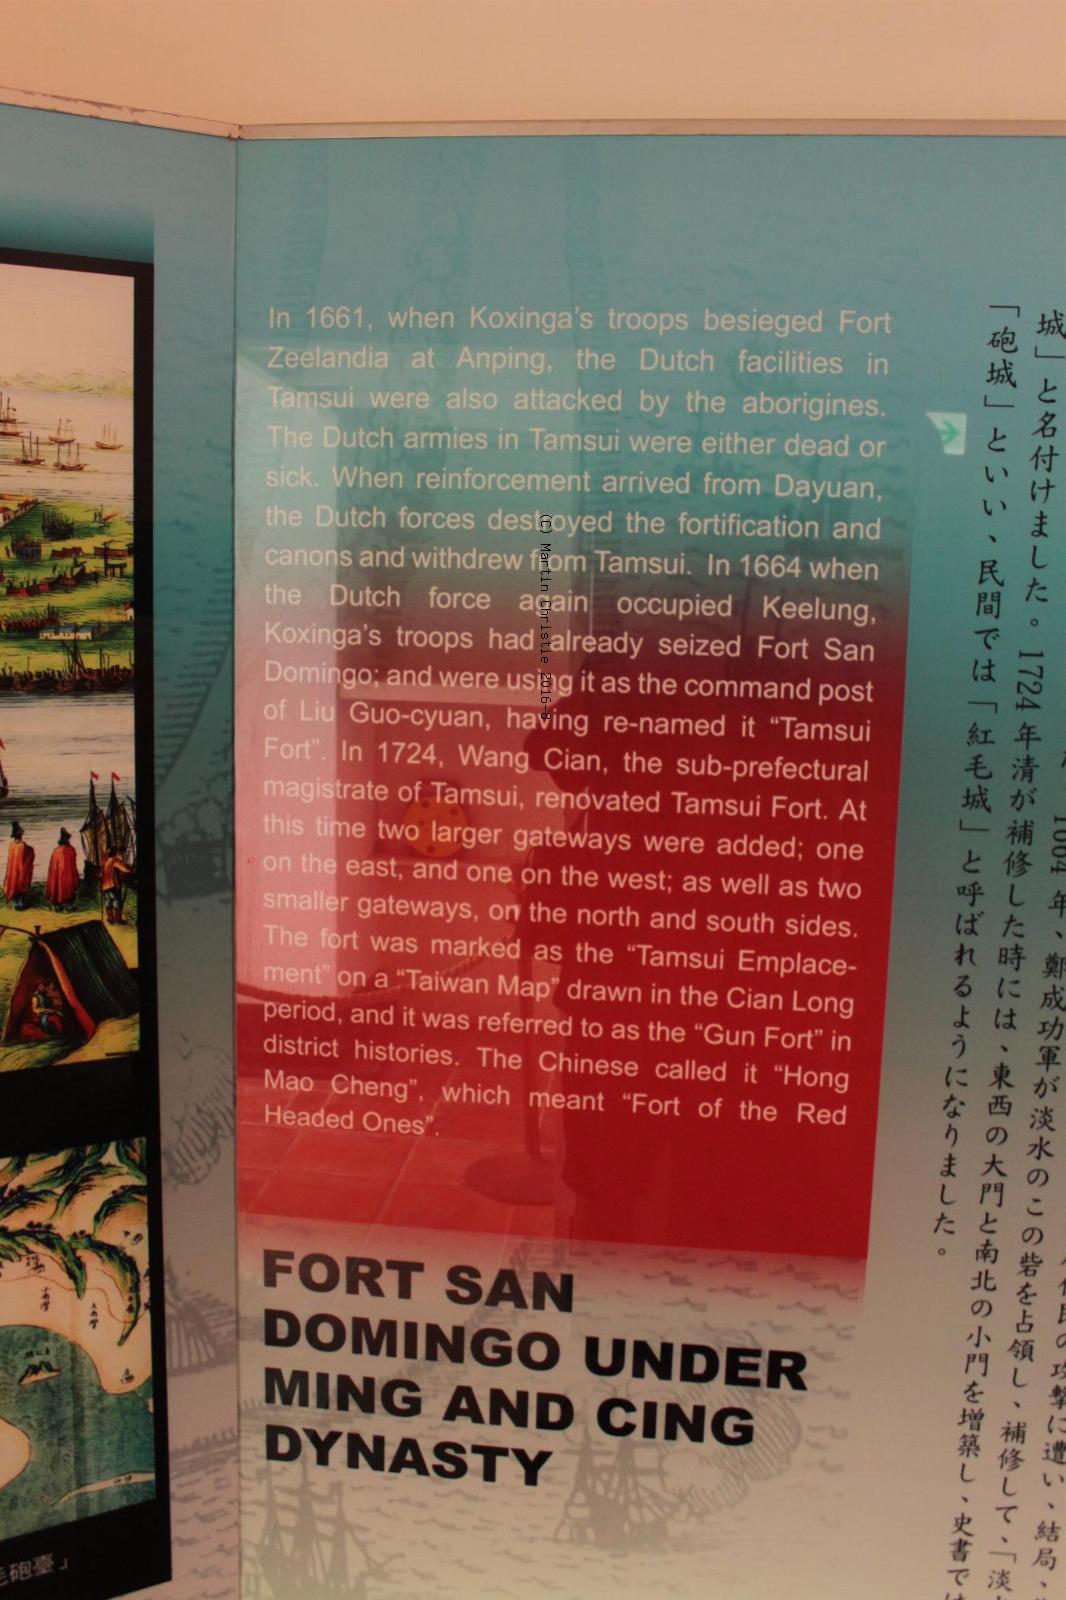 In 1661, when Koxinga's troops besieged Fort
Zeelandia at Anping, the Dutch facilities in
Tamsui were also attacked by the aborigines.
The Dutch armies in Tamsui were either dead or
sick. When reinforcement arrived from Dayuan,
the Dutch forces destroyed the fortification and
canons and withdrew from Tamsui. In 1664 when
the Dutch force again occupied Keelung,
Koxinga's troops had already seized Fort San
Domingo; and were using it as the command post
of Liu Guo-cyuan, having re-named it “Tamsui
Fort”. In 1724, Wang Cian, the sub-prefectural
magistrate of Tamsui, renovated Tamsui Fort. At
this time two larger gateways were added; one
on the east, and one on the west; as well as two
smaller gateways, on the north and south sides.
The fort was marked as the “Tamsui Emplace-
ment” on a “Taiwan Map” drawn in the Cian Long
period, and it was referred to as the “Gun Fort” in
district histories. The Chinese called it “Hong
Mao Cheng”, which meant “Fort of the Red
Headed Ones”.
FORT SAN
DOMINGO UNDER
MING AND CING
DYNASTY
(C) Martin Christie 2016-8
年、鄭成功軍が淡水のこの砦を占領し、補修して、「淡
城」と名付けました。1724年清が補修した時には、東西の大門と南北の小門を増築し、史書では
「砲城」といい、民間では「紅毛城」と呼ばれるようになりました。
毛砲臺」